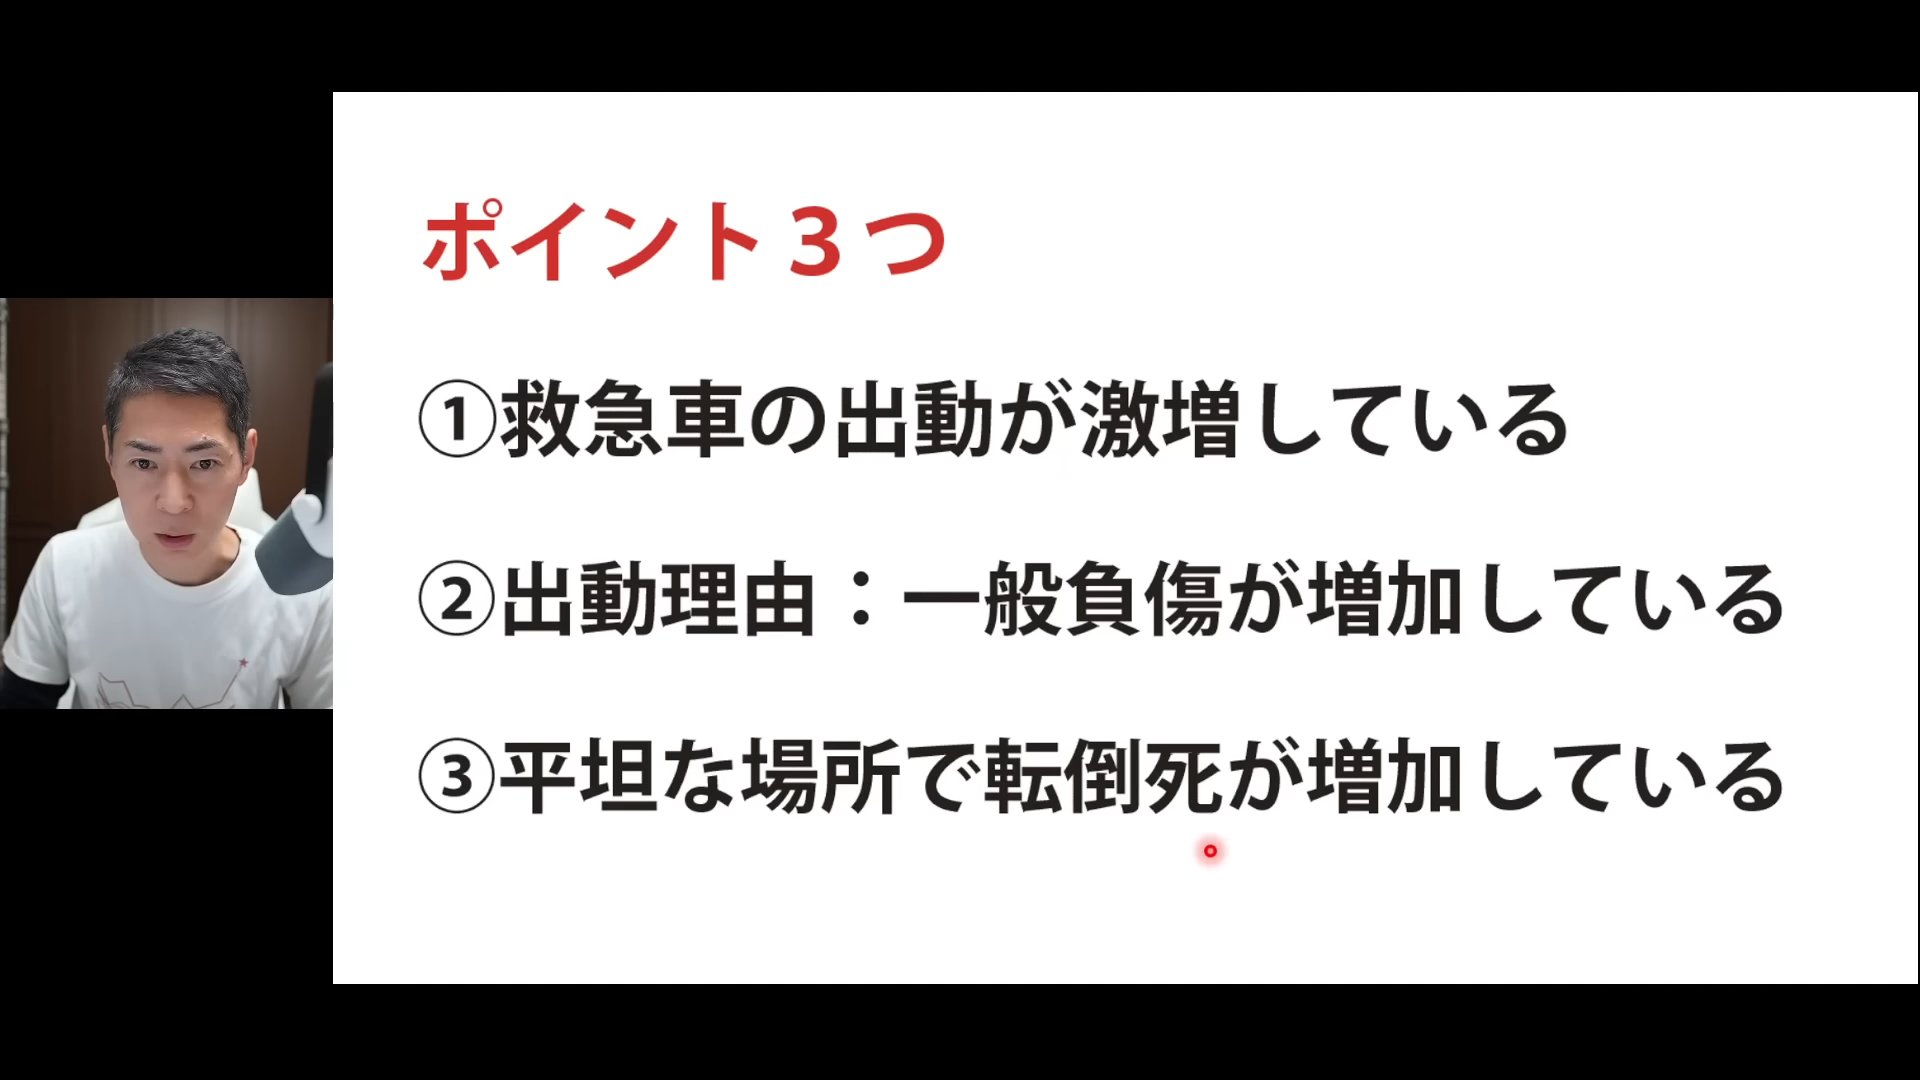 ポイント３つ
①救急車の出動が激増している
②出動理由：一般負傷が増加している
③平坦な場所で転倒死が増加している